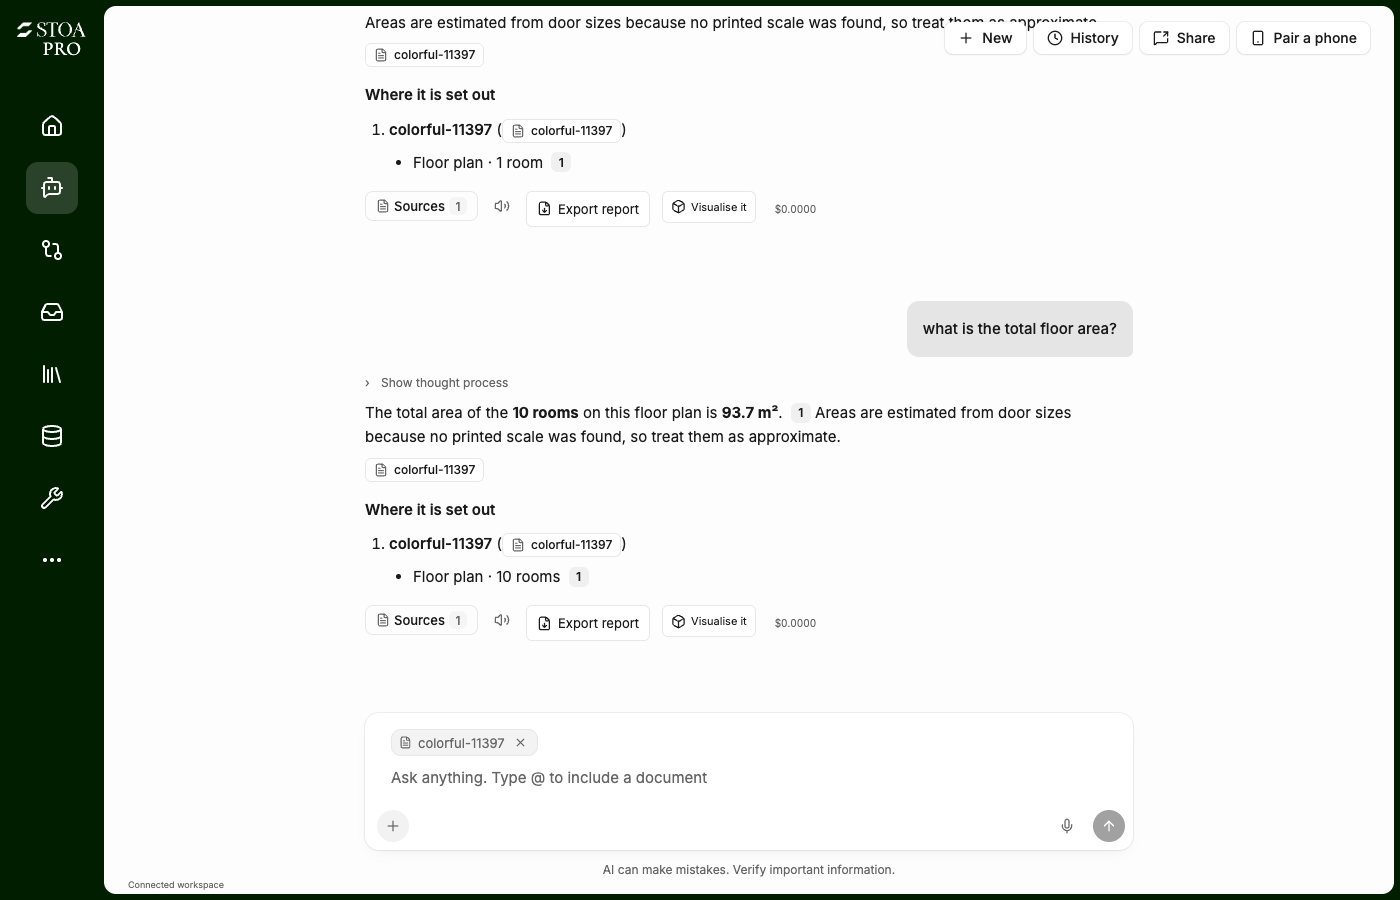 STOA
PRO
Areas are estimated from door sizes because no printed scale was found, so treat them as approximate.
New
History
Share
Pair a phone
colorful-11397
Where it is set out
1. colorful-11397 ( colorful-11397 )
• Floor plan · 1 room 1
Sources 1
Export report
Visualise it
$0.0000
what is the total floor area?
› Show thought process
The total area of the 10 rooms on this floor plan is 93.7 m². 1 Areas are estimated from door sizes
because no printed scale was found, so treat them as approximate.
colorful-11397
Where it is set out
1. colorful-11397 ( colorful-11397 )
• Floor plan · 10 rooms 1
Sources 1
Export report
Visualise it
$0.0000
colorful-11397 ×
Ask anything. Type @ to include a document
AI can make mistakes. Verify important information.
Connected workspace